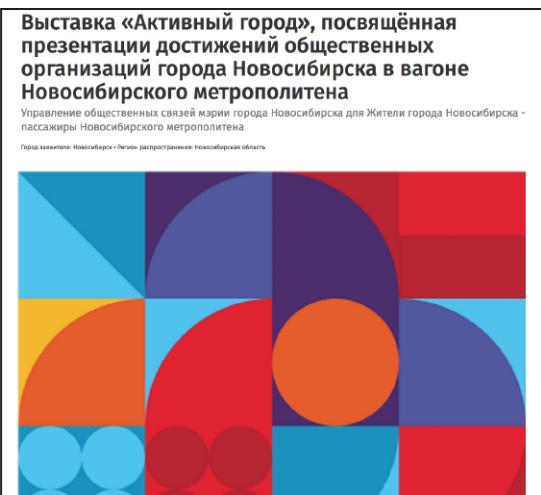 Выставка «Активный город», посвящённая
презентации достижений общественных
организаций города Новосибирска в вагоне
Новосибирского метрополитена
Управление общественных связей мэрии города Новосибирска для Жители города Новосибирска -
пассажиры Новосибирского метрополитена
Город заявителя: Новосибирск • Регион распространения: Новосибирская область